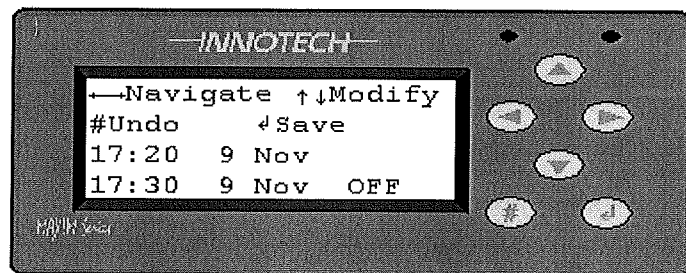 INNOTECH
←→Navigate ↑↓Modify
#Undo ↲Save
17:20 9 Nov
17:30 9 Nov OFF
#